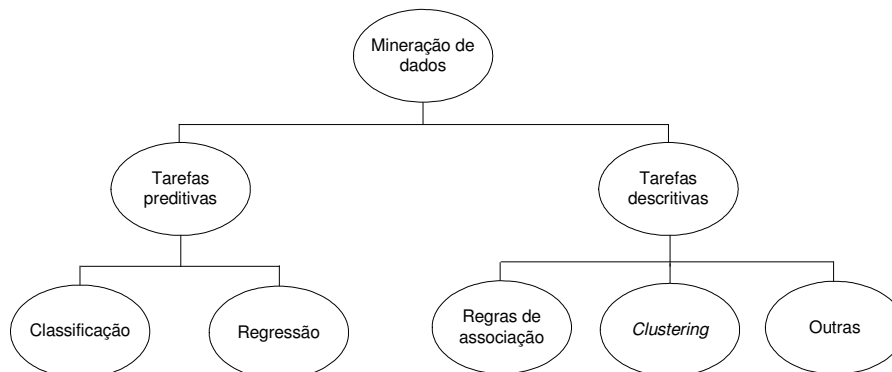 Mineração de
dados
Tarefas
preditivas
Tarefas
descritivas
Classificação
Regressão
Regras de
associação
Clustering
Outras